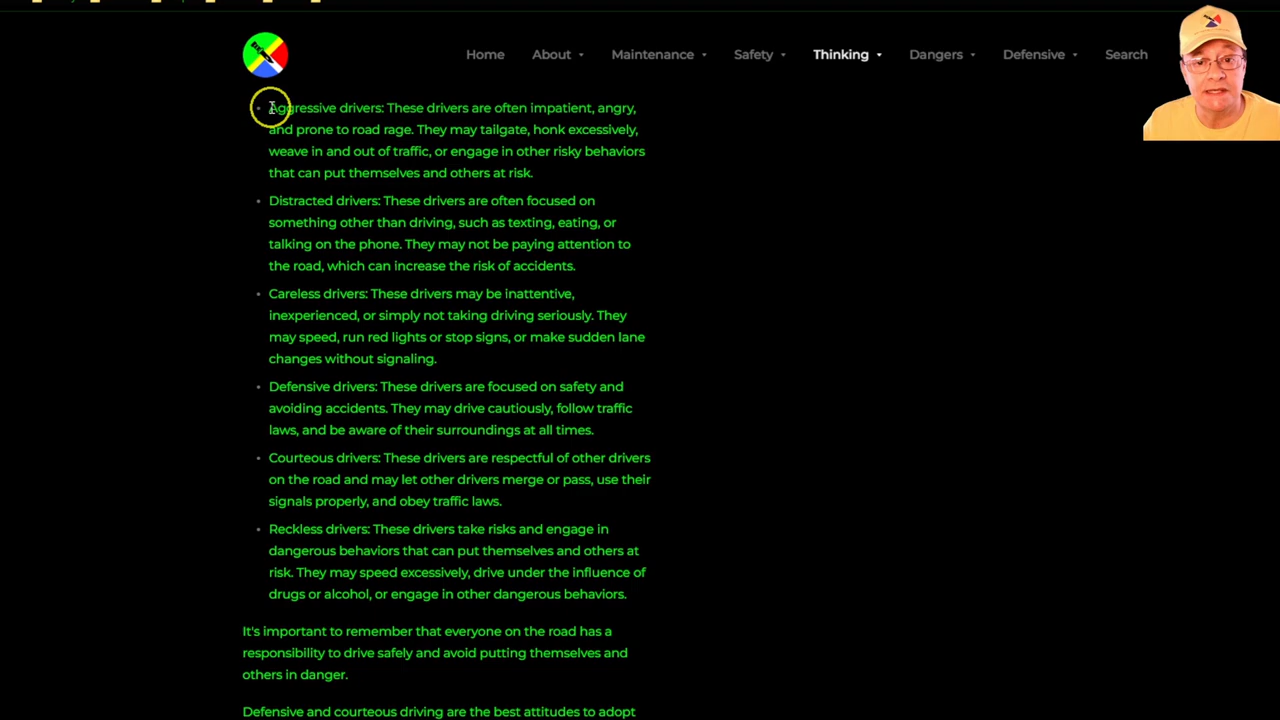 Home About Maintenance Safety Thinking Dangers Defensive Search
Aggressive drivers: These drivers are often impatient, angry,
and prone to road rage. They may tailgate, honk excessively,
weave in and out of traffic, or engage in other risky behaviors
that can put themselves and others at risk.
Distracted drivers: These drivers are often focused on
something other than driving, such as texting, eating, or
talking on the phone. They may not be paying attention to
the road, which can increase the risk of accidents.
Careless drivers: These drivers may be inattentive,
inexperienced, or simply not taking driving seriously. They
may speed, run red lights or stop signs, or make sudden lane
changes without signaling.
Defensive drivers: These drivers are focused on safety and
avoiding accidents. They may drive cautiously, follow traffic
laws, and be aware of their surroundings at all times.
Courteous drivers: These drivers are respectful of other drivers
on the road and may let other drivers merge or pass, use their
signals properly, and obey traffic laws.
Reckless drivers: These drivers take risks and engage in
dangerous behaviors that can put themselves and others at
risk. They may speed excessively, drive under the influence of
drugs or alcohol, or engage in other dangerous behaviors.
It's important to remember that everyone on the road has a
responsibility to drive safely and avoid putting themselves and
others in danger.
Defensive and courteous driving are the best attitudes to adopt